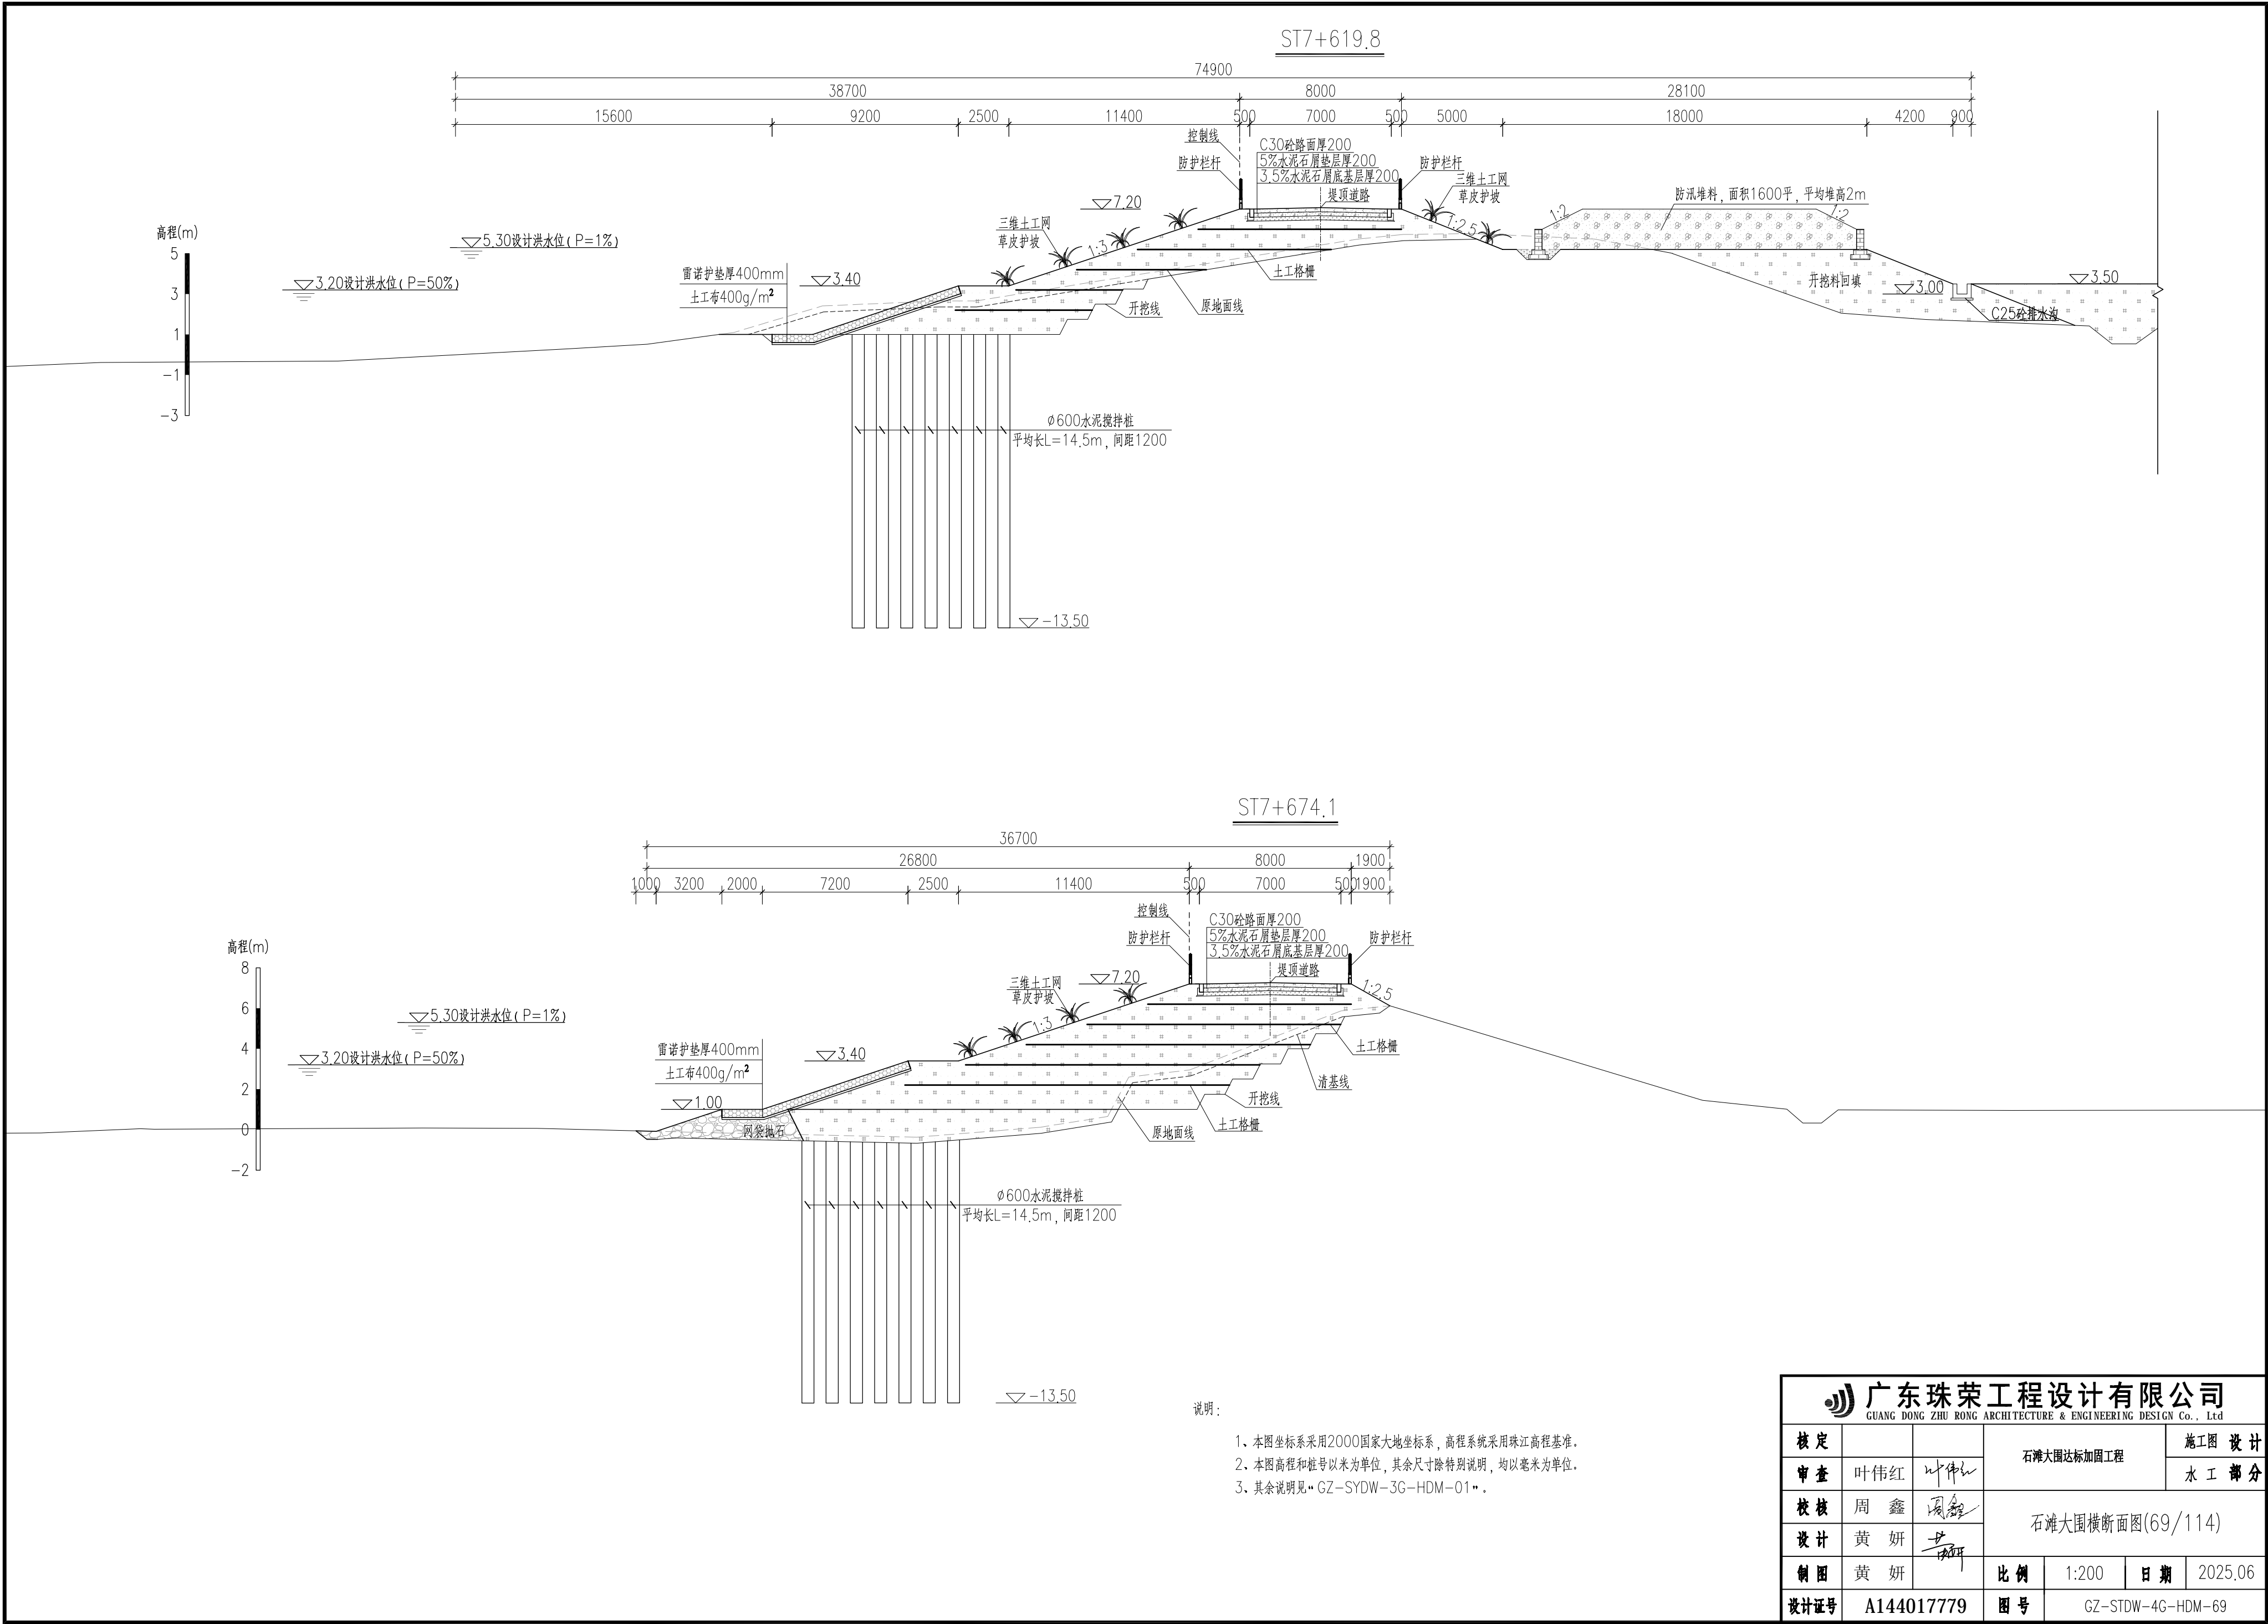 ST7+619.8
74900
38700 8000 28100
15600 9200 2500 11400 500 7000 500 5000 18000 4200 900
控制线
防护栏杆
C30砼路面厚200
5%水泥石屑垫层厚200
3.5%水泥石屑底基层厚200
堤顶道路
防护栏杆
三维土工网
草皮护坡
防汛堆料，面积1600平，平均堆高2m
1:2
1:2
7.20
1:2.5
三维土工网
草皮护坡
1:3
高程(m)
5
3
1
-1
-3
5.30设计洪水位(P=1%)
3.20设计洪水位(P=50%)
雷诺护垫厚400mm
土工布400g/m²
3.40
土工格栅
原地面线
开挖线
开挖料回填
3.00
3.50
C25砼排水沟
ø600水泥搅拌桩
平均长L=14.5m，间距1200
-13.50
ST7+674.1
36700
26800 8000 1900
1000 3200 2000 7200 2500 11400 500 7000 500 1900
控制线
防护栏杆
C30砼路面厚200
5%水泥石屑垫层厚200
3.5%水泥石屑底基层厚200
堤顶道路
防护栏杆
7.20
1:2.5
三维土工网
草皮护坡
1:3
高程(m)
8
6
4
2
0
-2
5.30设计洪水位(P=1%)
3.20设计洪水位(P=50%)
雷诺护垫厚400mm
土工布400g/m²
3.40
1.00
网袋抛石
土工格栅
清基线
开挖线
土工格栅
原地面线
ø600水泥搅拌桩
平均长L=14.5m，间距1200
-13.50
说明：
1、本图坐标系采用2000国家大地坐标系，高程系统采用珠江高程基准。
2、本图高程和桩号以米为单位，其余尺寸除特别说明，均以毫米为单位。
3、其余说明见“GZ-SYDW-3G-HDM-01”。
广东珠荣工程设计有限公司
GUANG DONG ZHU RONG ARCHITECTURE & ENGINEERING DESIGN Co., Ltd
核定 石滩大围达标加固工程 施工图 设计
审查 叶伟红 叶伟红 水工 部分
校核 周鑫 周鑫 石滩大围横断面图(69/114)
设计 黄妍 黄妍
制图 黄妍 比例 1:200 日期 2025.06
设计证号 A144017779 图号 GZ-STDW-4G-HDM-69